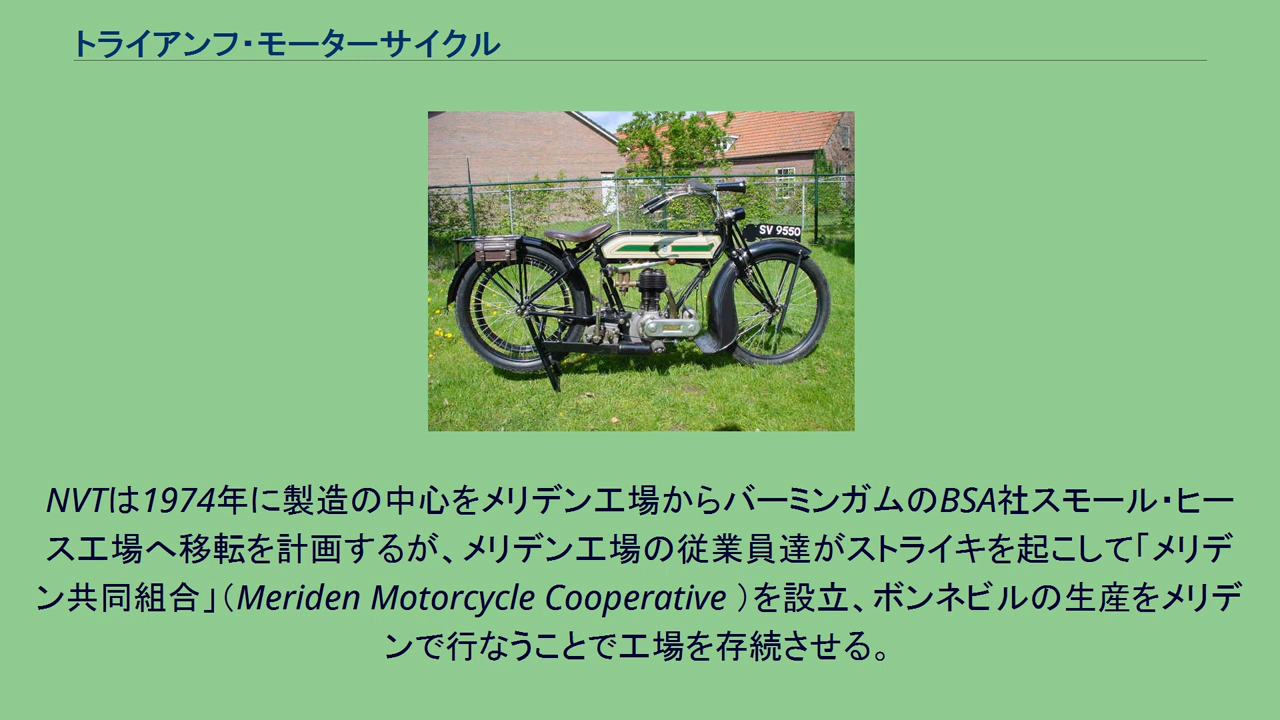 トライアンフ・モーターサイクル
SV 9550
NVTは1974年に製造の中心をメリデン工場からバーミンガムのBSA社スモール・ヒー
ス工場へ移転を計画するが、メリデン工場の従業員達がストライキを起こして「メリデ
ン共同組合」（Meriden Motorcycle Cooperative ）を設立、ボンネビルの生産をメリデ
ンで行なうことで工場を存続させる。